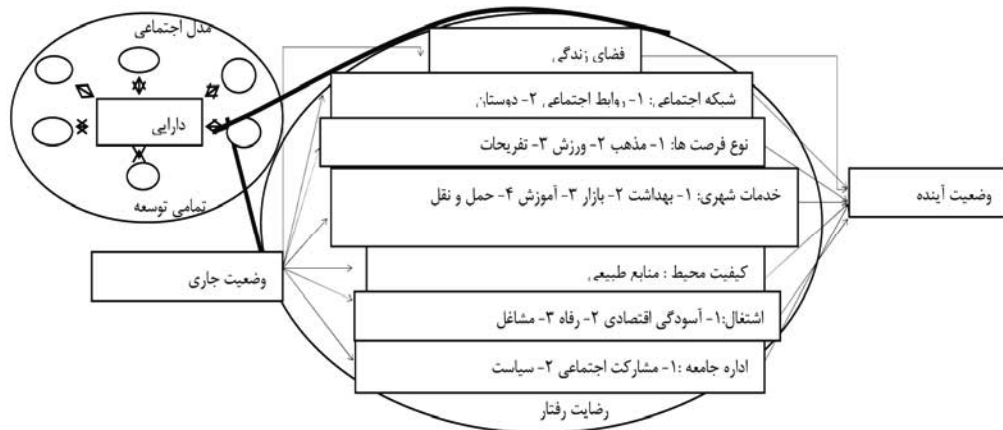 مدل اجتماعی
دارایی
تمامی توسعه
وضعیت جاری
فضای زندگی
شبکه اجتماعی: ۱- روابط اجتماعی ۲- دوستان
نوع فرصت ها: ۱- مذهب ۲- ورزش ۳- تفریحات
خدمات شهری: ۱- بهداشت ۲- بازار ۳- آموزش ۴- حمل و نقل
کیفیت محیط : منابع طبیعی
اشتغال:۱- آسودگی اقتصادی ۲- رفاه ۳- مشاغل
اداره جامعه :۱- مشارکت اجتماعی ۲- سیاست
رضایت رفتار
وضعیت آینده